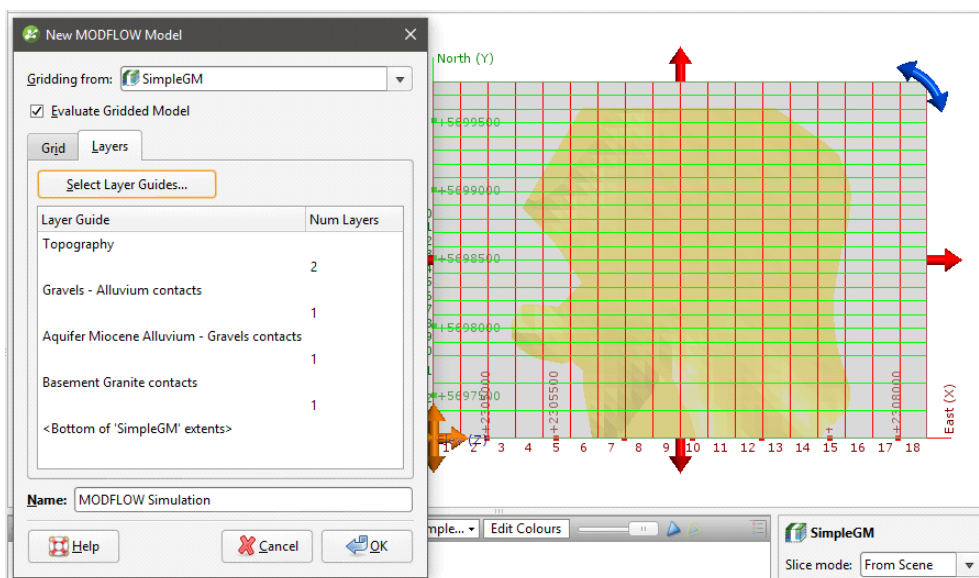 New MODFLOW Model
Gridding from: SimpleGM
Evaluate Gridded Model
Grid Layers
Select Layer Guides...
Layer Guide Num Layers
Topography
2
Gravels - Alluvium contacts
1
Aquifer Miocene Alluvium - Gravels contacts
1
Basement Granite contacts
1
<Bottom of 'SimpleGM' extents>
Name: MODFLOW Simulation
Help Cancel OK
North (Y)
+5699500
+5699000
+5698500
+5698000
+5697500
+2305000
+2305500
+2308000
East (X)
(Z)
1 2 3 4 5 6 7 8 9 10 11 12 13 14 15 16 17 18
Edit Colours
SimpleGM
Slice mode: From Scene